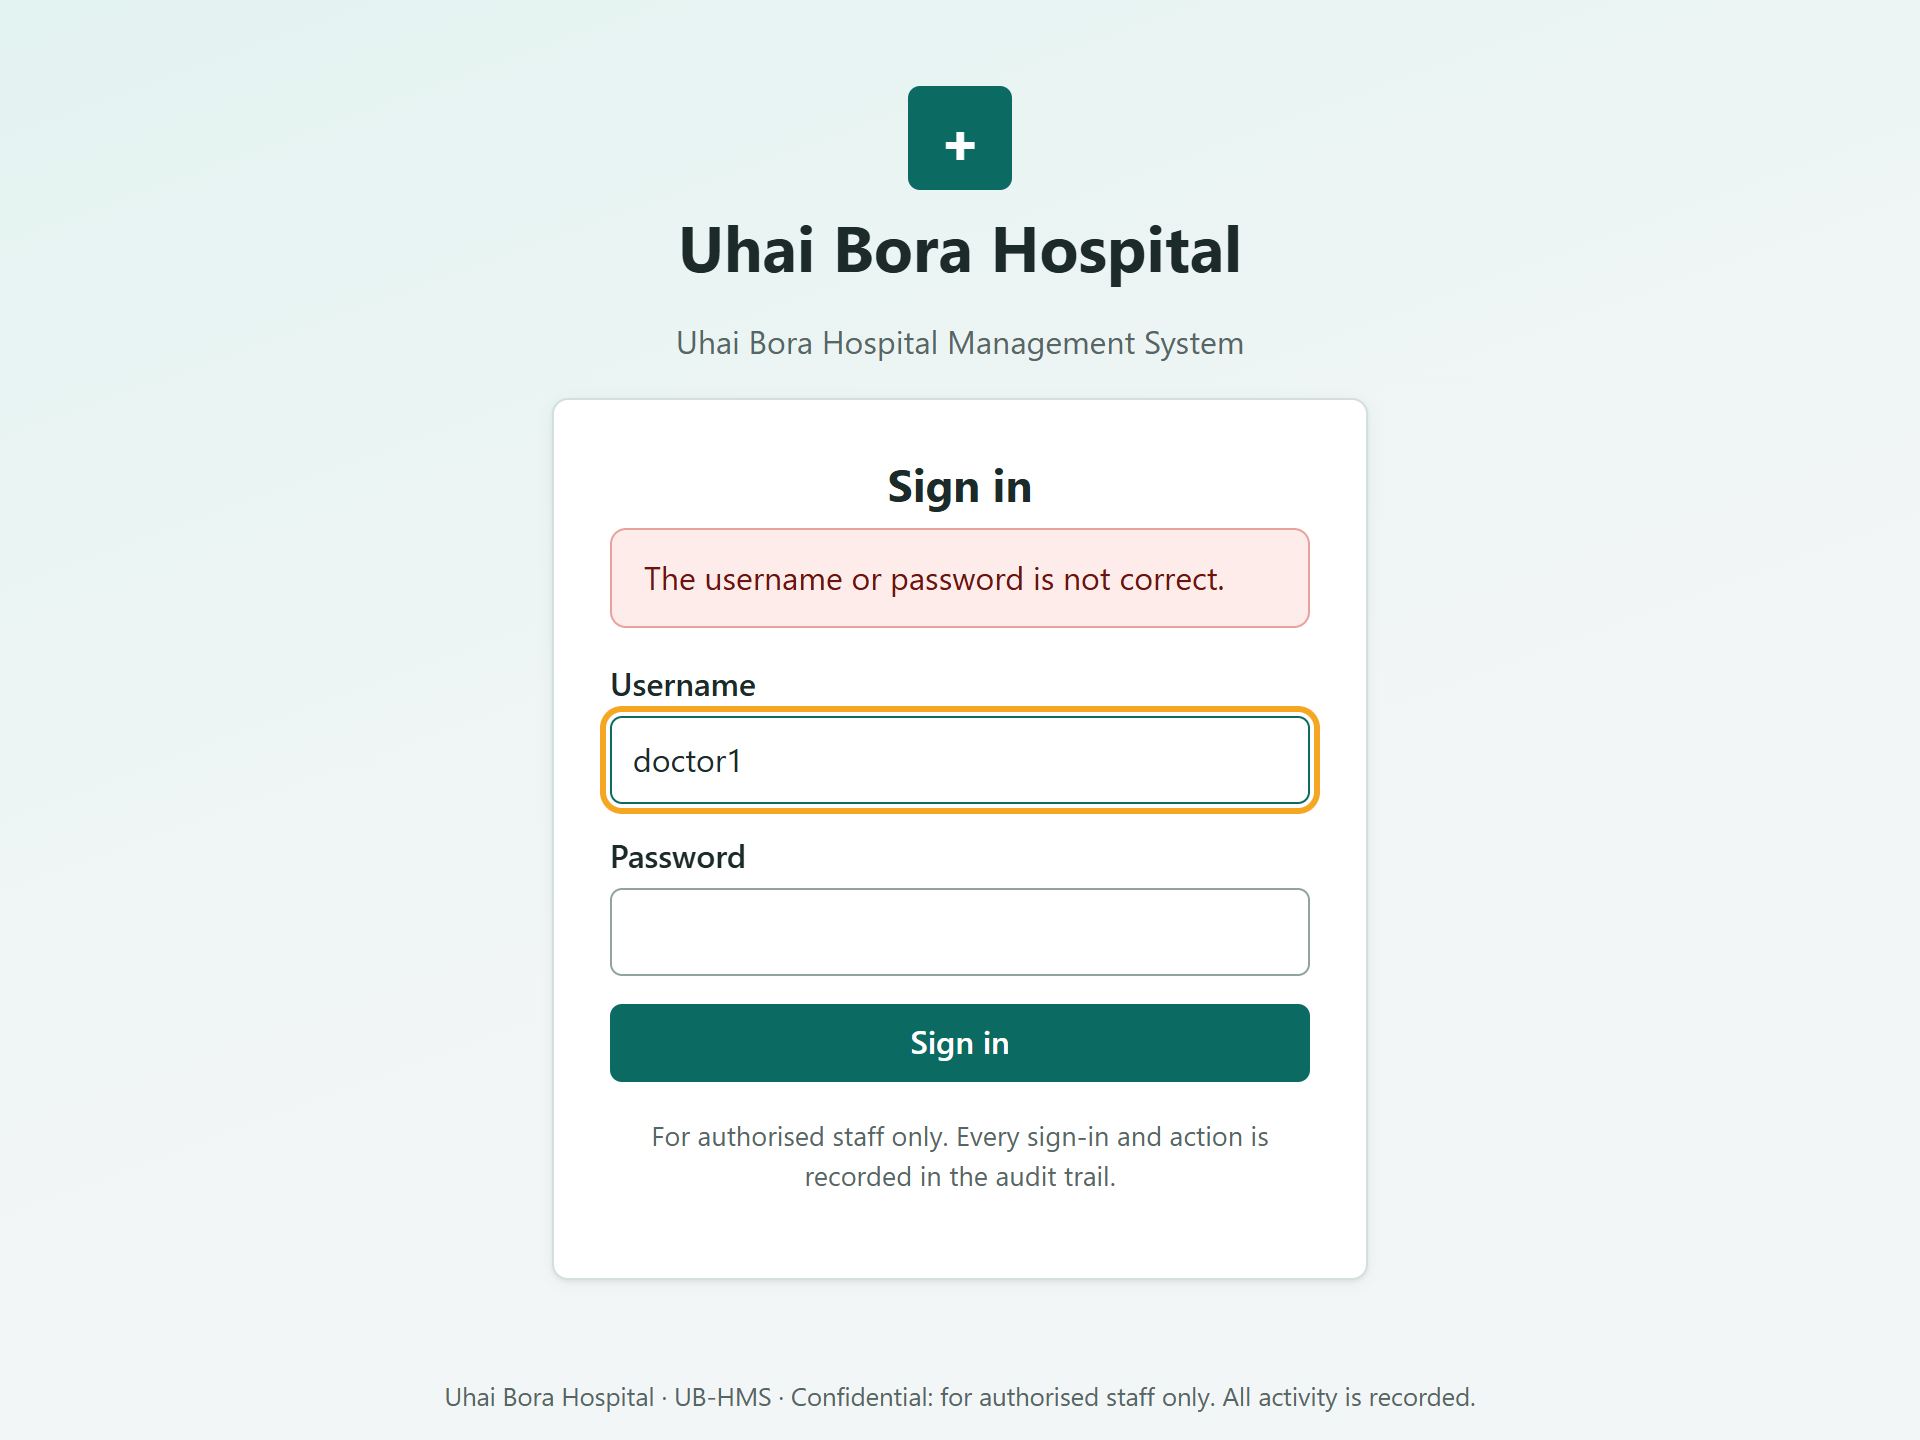 Uhai Bora Hospital
Uhai Bora Hospital Management System
Sign in
The username or password is not correct.
Username
doctor1
Password
Sign in
For authorised staff only. Every sign-in and action is
recorded in the audit trail.
Uhai Bora Hospital · UB-HMS · Confidential: for authorised staff only. All activity is recorded.